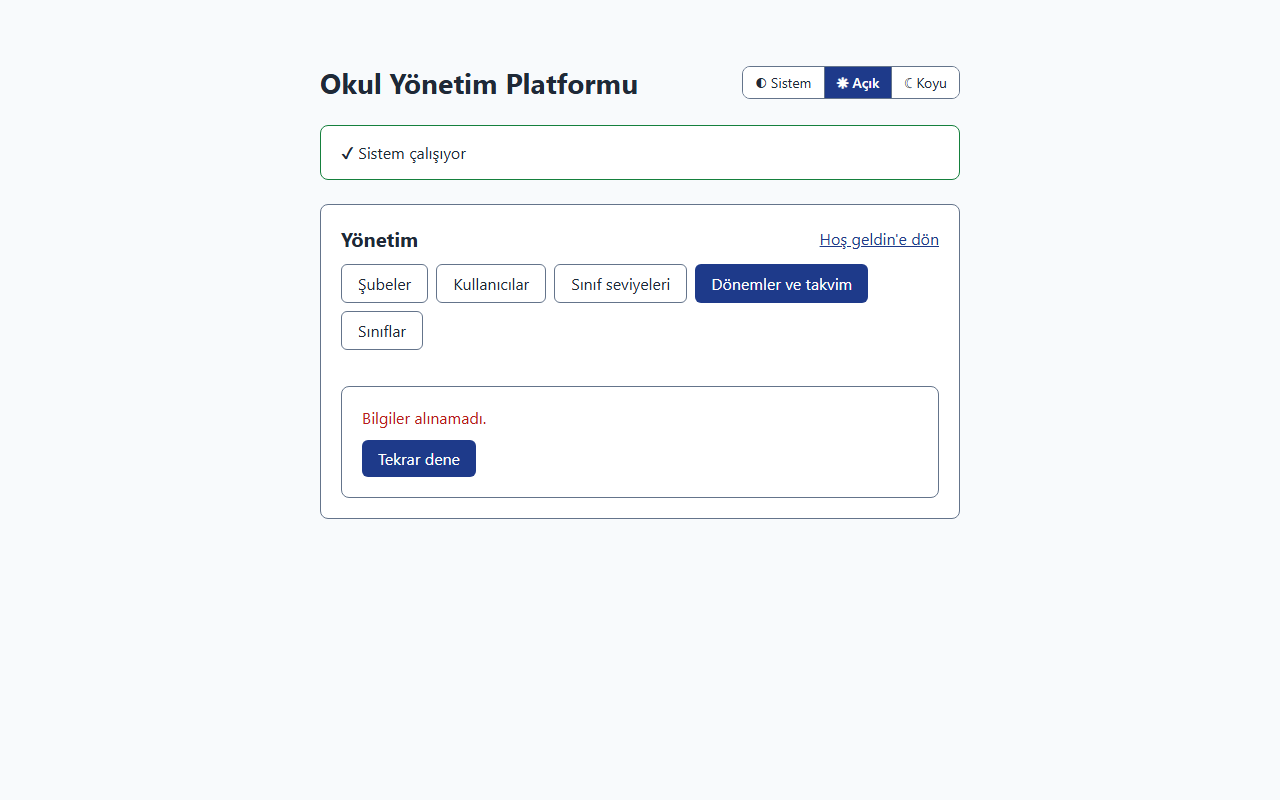 Okul Yönetim Platformu
◐ Sistem ❋ Açık ☾ Koyu
✓ Sistem çalışıyor
Yönetim
Hoş geldin'e dön
Şubeler Kullanıcılar Sınıf seviyeleri Dönemler ve takvim
Sınıflar
Bilgiler alınamadı.
Tekrar dene